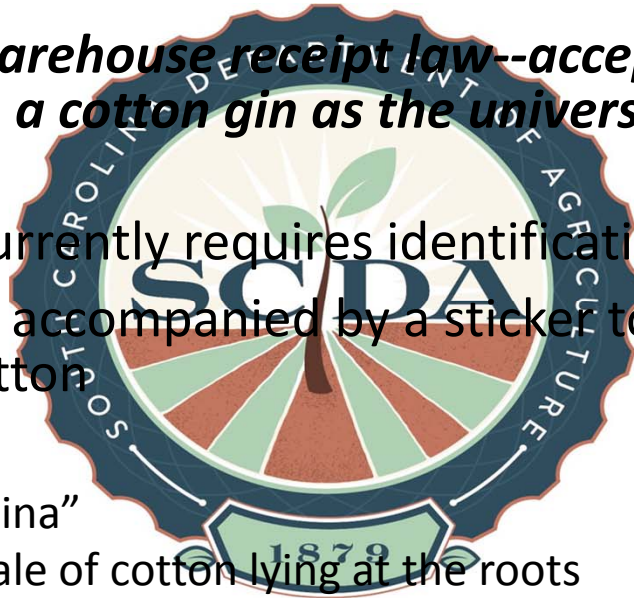 arehouse receipt law--accep
a cotton gin as the univers
urrently requires identificati
accompanied by a sticker to
tton
ina”
ale of cotton lying at the roots
SOUTH CAROLINA DEPARTMENT OF AGRICULTURE
SCDA
1879